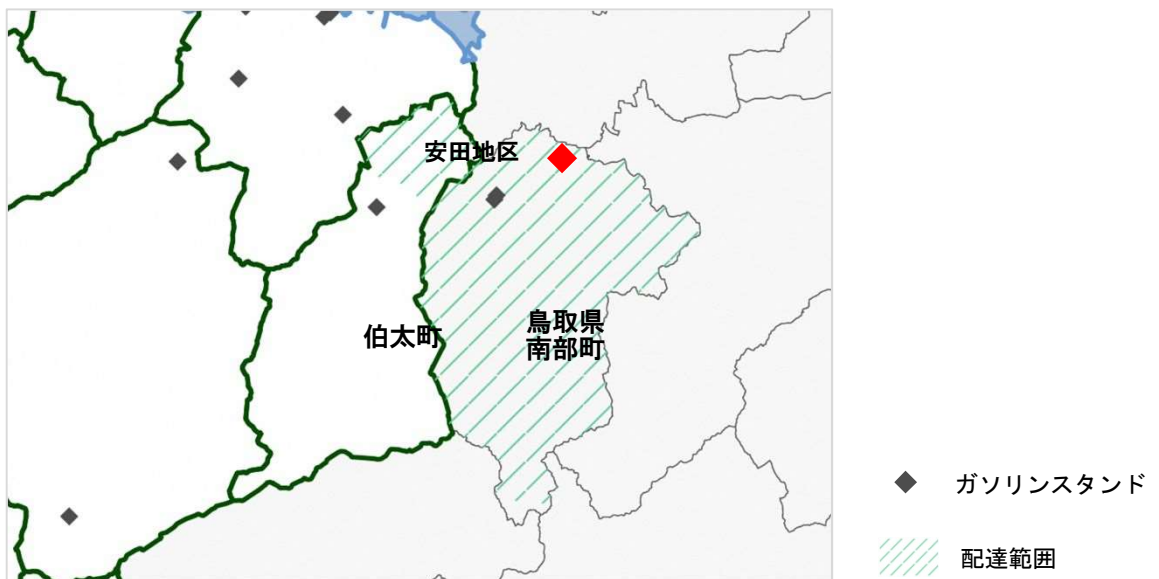 安田地区
伯太町
鳥取県
南部町
ガソリンスタンド
配達範囲